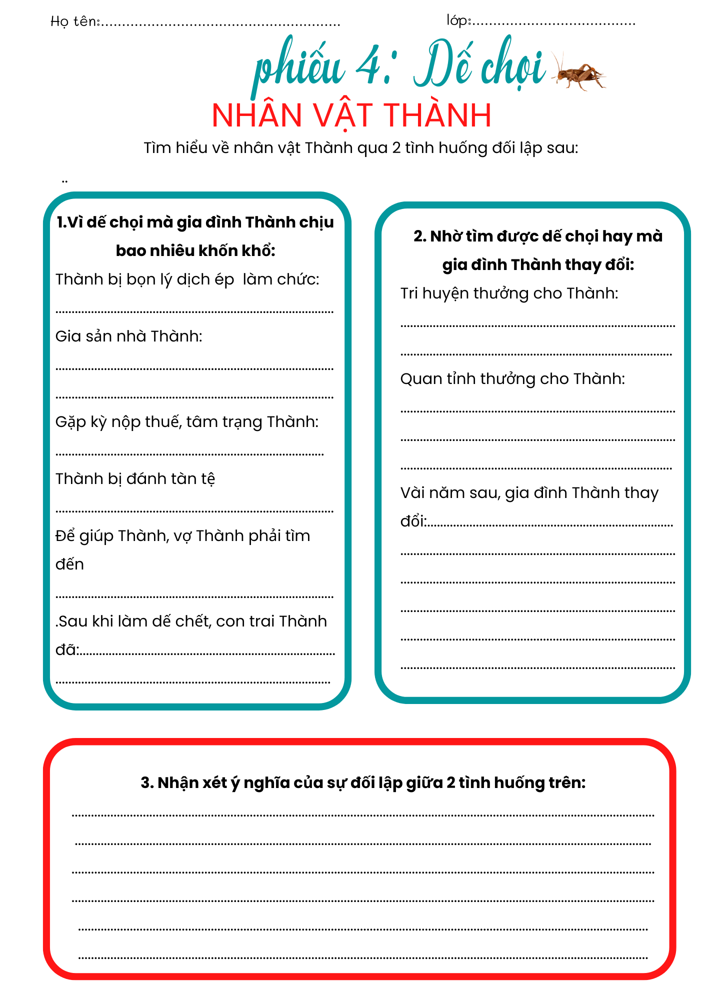 Họ tên:......................................................... lớp:.......................................
phiếu 4: Dế chọi
NHÂN VẬT THÀNH
Tìm hiểu về nhân vật Thành qua 2 tình huống đối lập sau:
..
1.Vì dế chọi mà gia đình Thành chịu
bao nhiêu khốn khổ:
Thành bị bọn lý dịch ép  làm chức:
......................................................................................
Gia sản nhà Thành:
......................................................................................
......................................................................................
Gặp kỳ nộp thuế, tâm trạng Thành:
...................................................................................
Thành bị đánh tàn tệ
......................................................................................
Để giúp Thành, vợ Thành phải tìm
đến
......................................................................................
.Sau khi làm dế chết, con trai Thành
đã:...............................................................................
.....................................................................................
2. Nhờ tìm được dế chọi hay mà
gia đình Thành thay đổi:
Tri huyện thưởng cho Thành:
.....................................................................................
....................................................................................
Quan tỉnh thưởng cho Thành:
.....................................................................................
.....................................................................................
....................................................................................
Vài năm sau, gia đình Thành thay
đổi:............................................................................
.....................................................................................
.....................................................................................
.....................................................................................
.....................................................................................
.....................................................................................
3. Nhận xét ý nghĩa của sự đối lập giữa 2 tình huống trên:
....................................................................................................................................................................................
..................................................................................................................................................................................
....................................................................................................................................................................................
....................................................................................................................................................................................
................................................................................................................................................................................
................................................................................................................................................................................